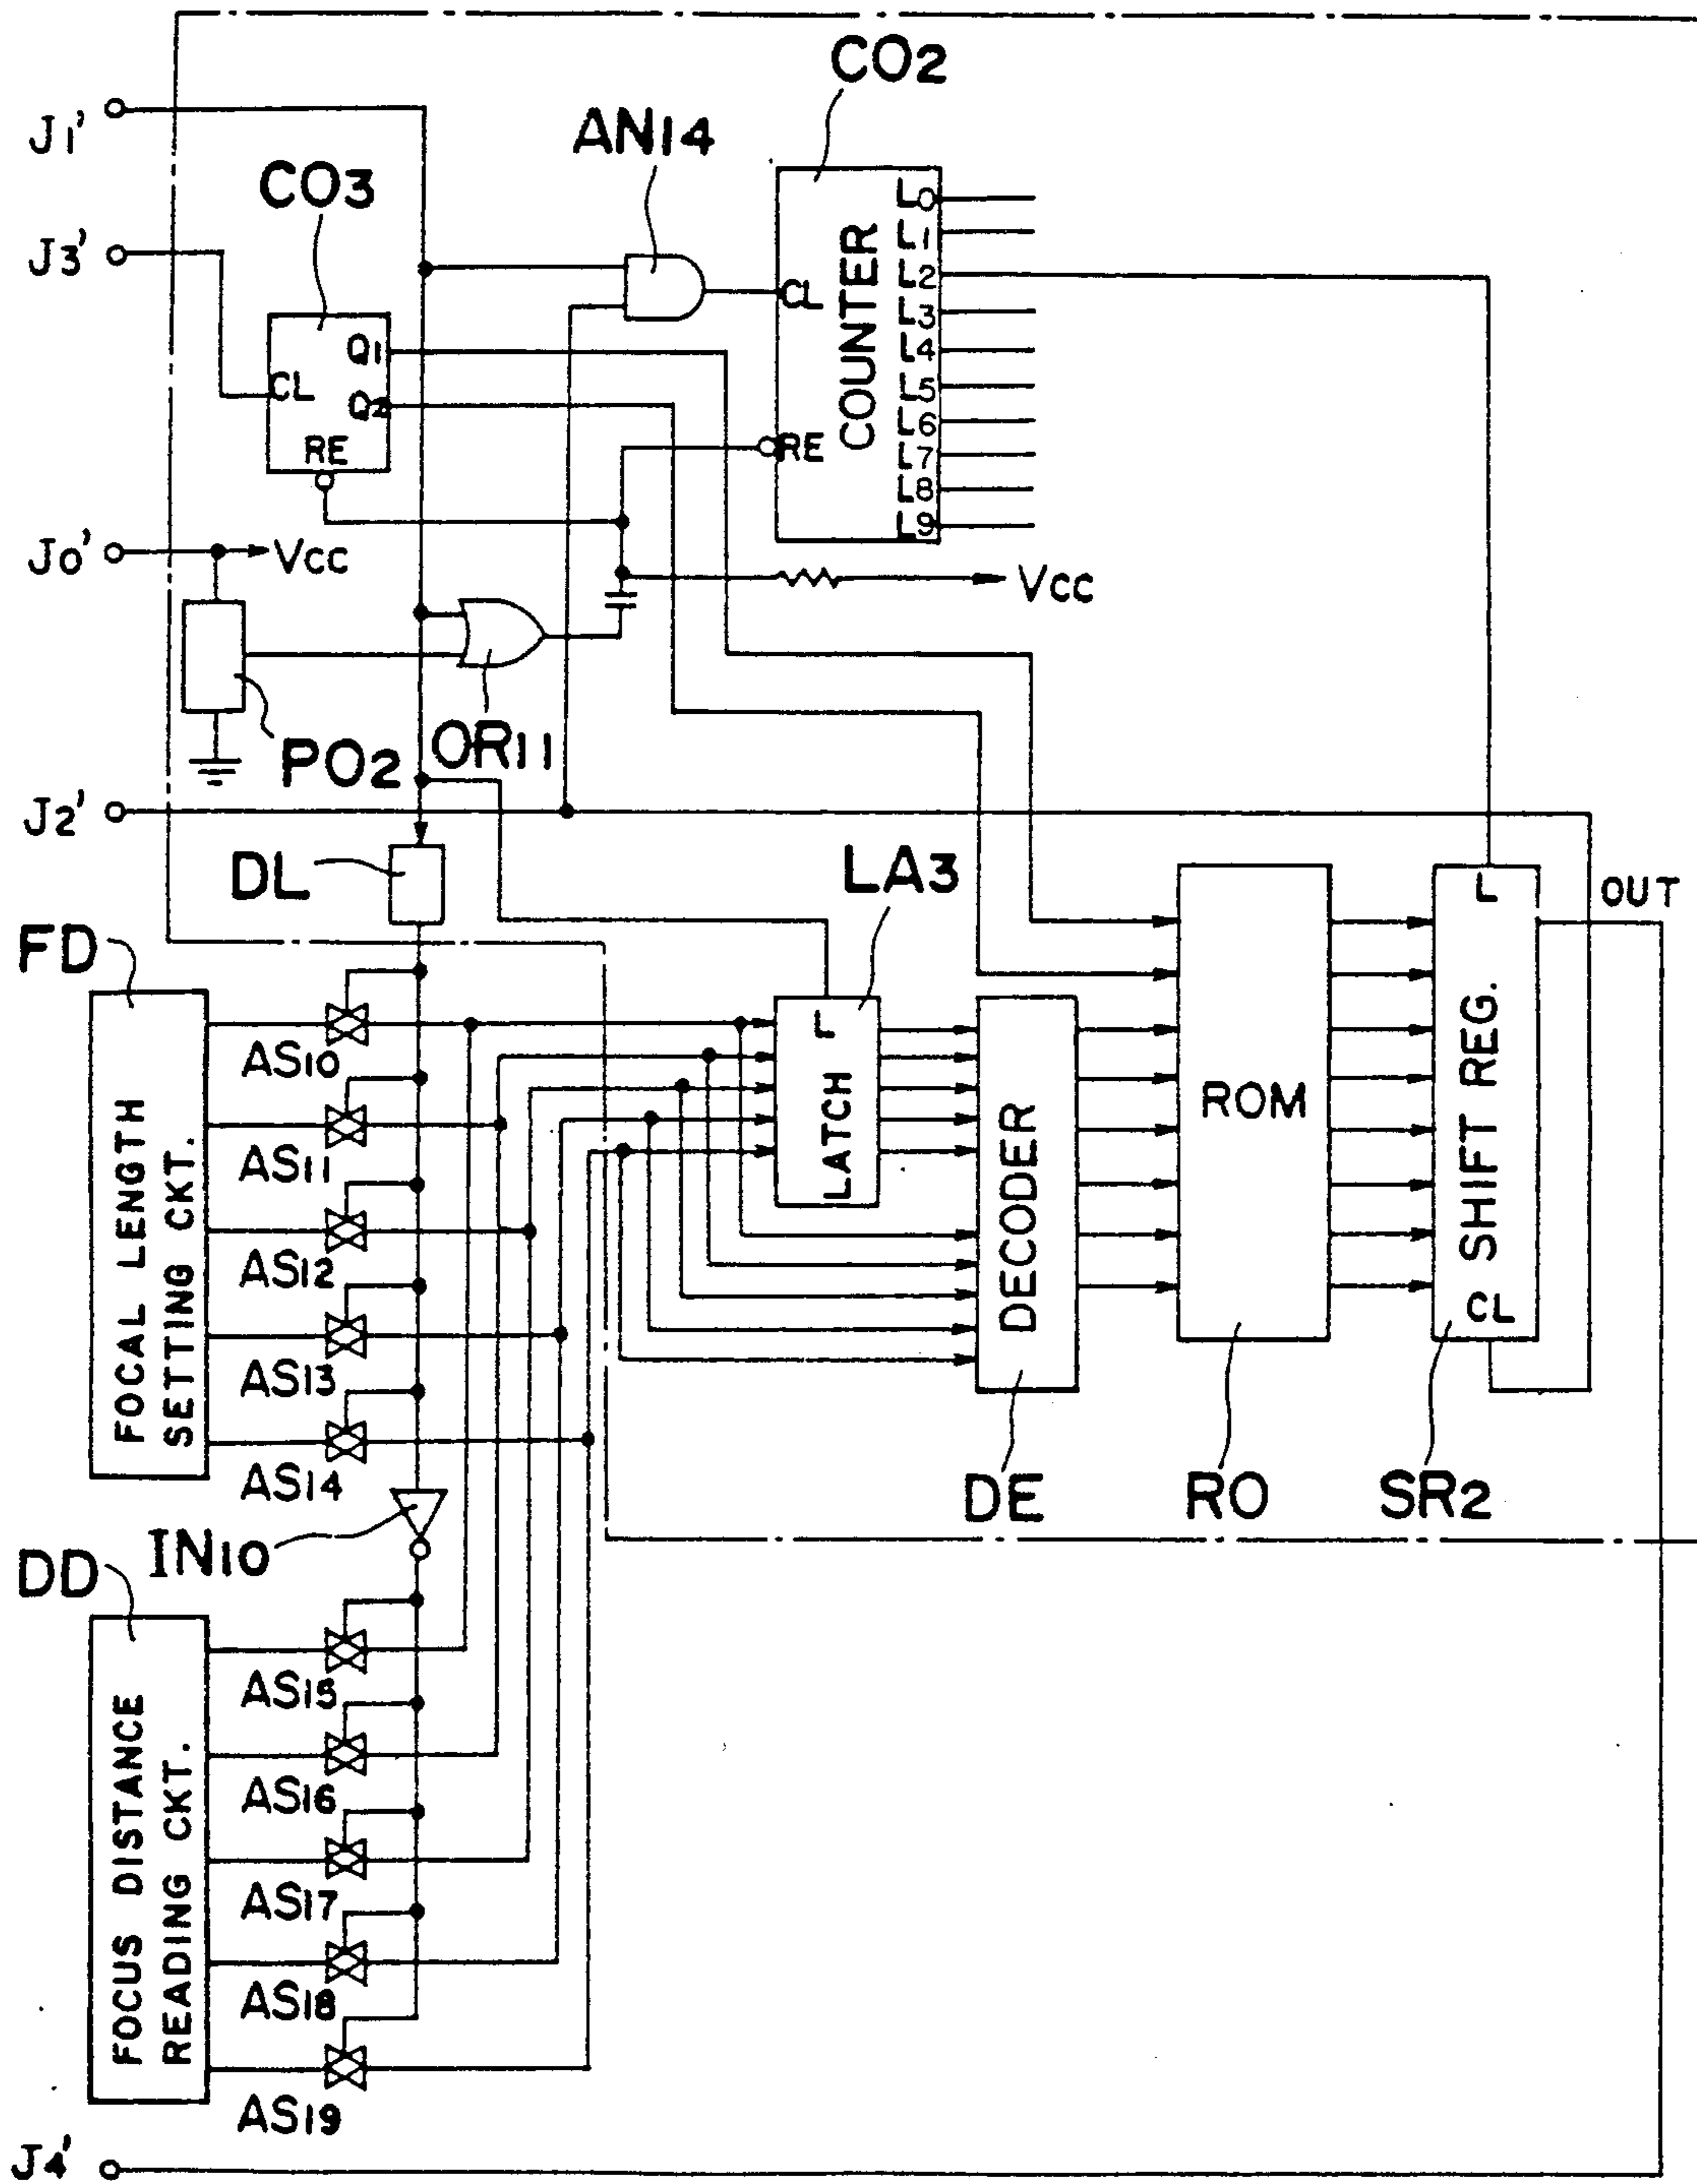 CO2
J1'
AN14
CO3
L0
J3'
L1
COUNTER
L2
CL
L3
Q1
L4
CL
L5
Q2
L6
RE
RE
L7
L8
L9
J0'
Vcc
Vcc
PO2
OR11
J2'
DL
LA3
L
OUT
FD
L
AS10
FOCAL LENGTH
SETTING CKT.
LATCH
DECODER
ROM
SHIFT REG.
AS11
AS12
CL
AS13
AS14
DE
RO
SR2
IN10
DD
AS15
FOCUS DISTANCE
READING CKT.
AS16
AS17
AS18
AS19
J4'